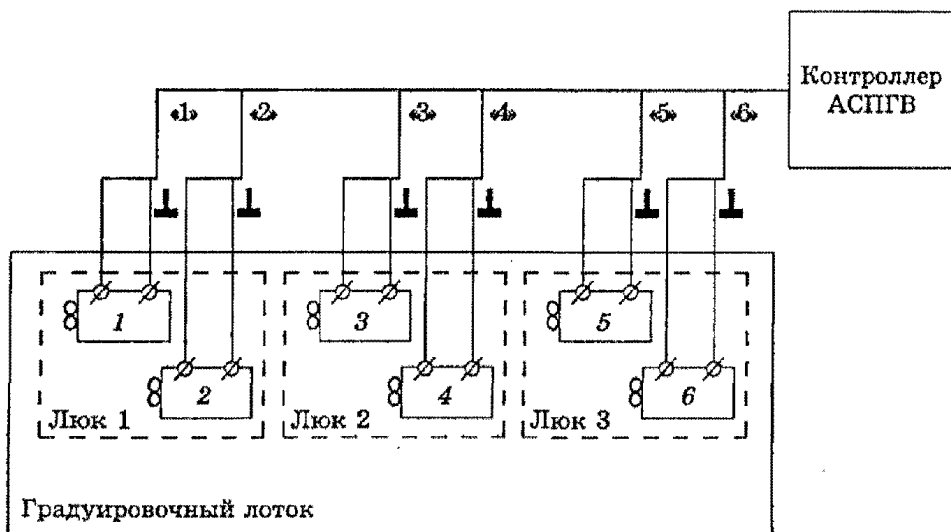 Контроллер
АСПГВ
«1» «2» «3» «4» «5» «6»
1 3 5
2 4 6
Люк 1 Люк 2 Люк 3
Градуировочный лоток